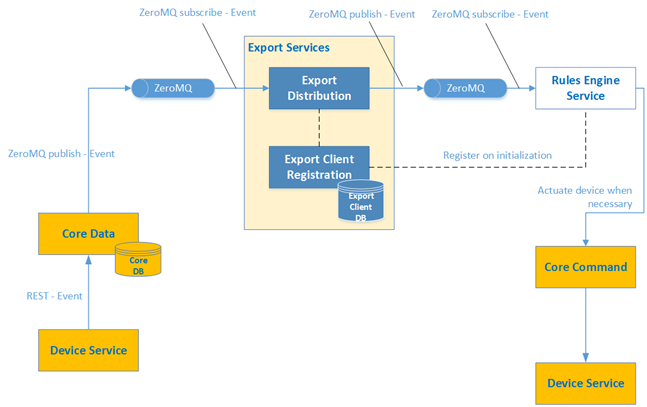 ZeroMQ subscribe - Event
ZeroMQ publish - Event
ZeroMQ subscribe - Event
Export Services
ZeroMQ
Export
Distribution
ZeroMQ
Rules Engine
Service
ZeroMQ publish - Event
Export Client
Registration
Register on initialization
Export
Client
DB
Actuate device when
necessary
Core Data
Core
DB
Core Command
REST - Event
Device Service
Device Service